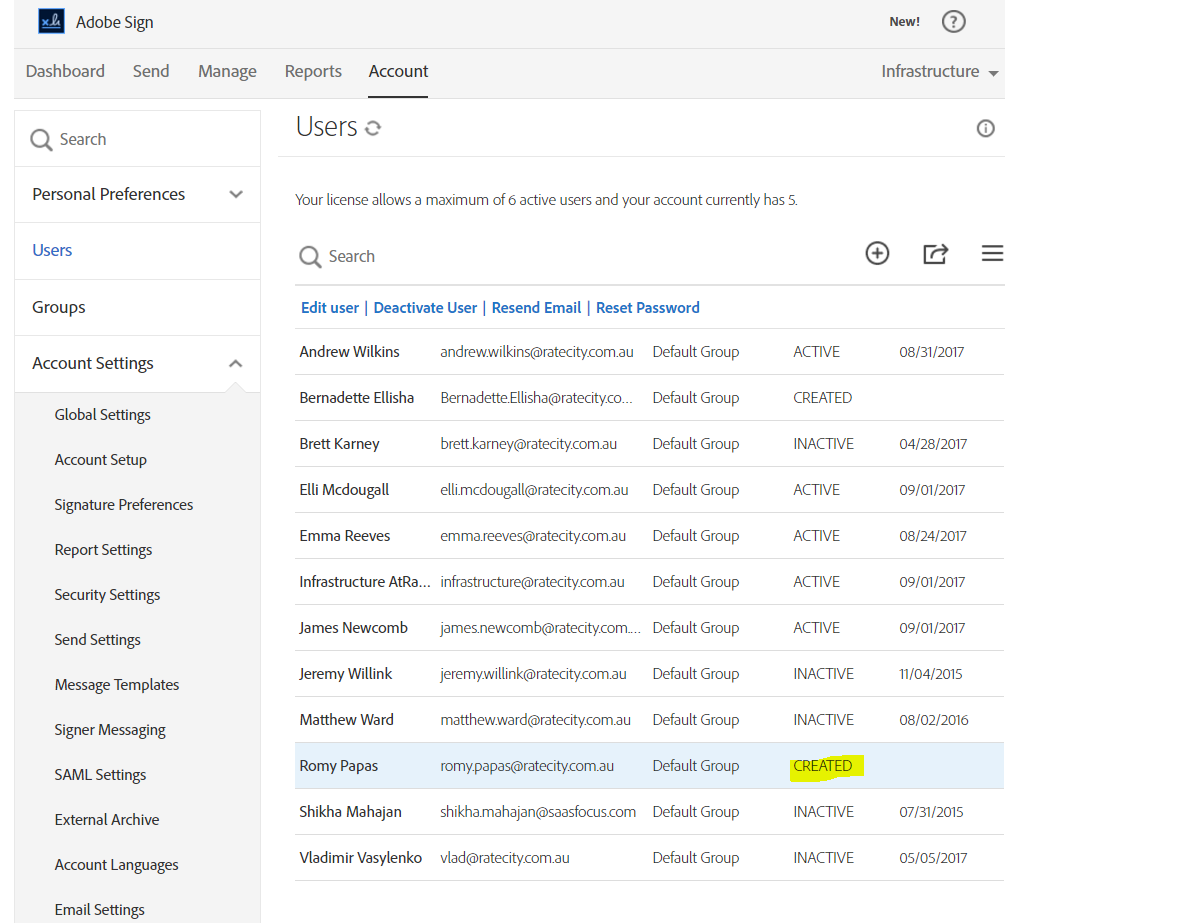 Adobe Sign
New!
Dashboard Send Manage Reports Account Infrastructure
Search
Personal Preferences
Users
Groups
Account Settings
Global Settings
Account Setup
Signature Preferences
Report Settings
Security Settings
Send Settings
Message Templates
Signer Messaging
SAML Settings
External Archive
Account Languages
Email Settings
Users
Your license allows a maximum of 6 active users and your account currently has 5.
Search
Edit user | Deactivate User | Resend Email | Reset Password
Andrew Wilkins andrew.wilkins@ratecity.com.au Default Group ACTIVE 08/31/2017
Bernadette Ellisha Bernadette.Ellisha@ratecity.co... Default Group CREATED
Brett Karney brett.karney@ratecity.com.au Default Group INACTIVE 04/28/2017
Elli Mcdougall elli.mcdougall@ratecity.com.au Default Group ACTIVE 09/01/2017
Emma Reeves emma.reeves@ratecity.com.au Default Group ACTIVE 08/24/2017
Infrastructure AtRa... infrastructure@ratecity.com.au Default Group ACTIVE 09/01/2017
James Newcomb james.newcomb@ratecity.com.... Default Group ACTIVE 09/01/2017
Jeremy Willink jeremy.willink@ratecity.com.au Default Group INACTIVE 11/04/2015
Matthew Ward matthew.ward@ratecity.com.au Default Group INACTIVE 08/02/2016
Romy Papas romy.papas@ratecity.com.au Default Group CREATED
Shikha Mahajan shikha.mahajan@saasfocus.com Default Group INACTIVE 07/31/2015
Vladimir Vasylenko vlad@ratecity.com.au Default Group INACTIVE 05/05/2017